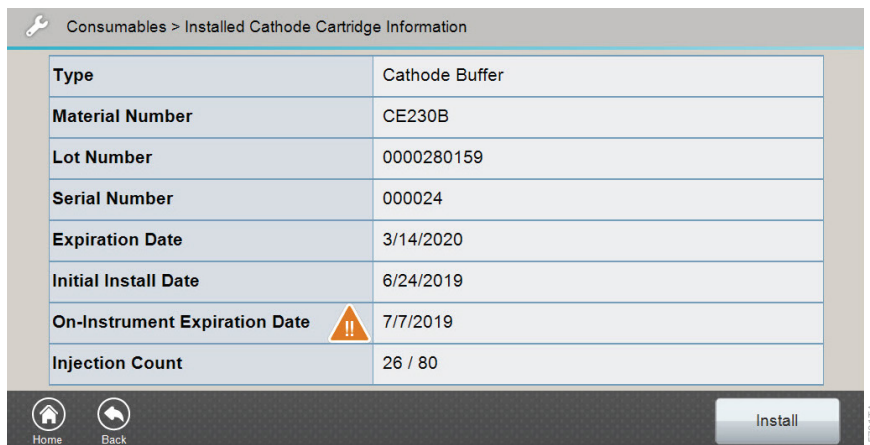 Consumables > Installed Cathode Cartridge Information
Type Cathode Buffer
Material Number CE230B
Lot Number 0000280159
Serial Number 000024
Expiration Date 3/14/2020
Initial Install Date 6/24/2019
On-Instrument Expiration Date !! 7/7/2019
Injection Count 26 / 80
Home Back Install